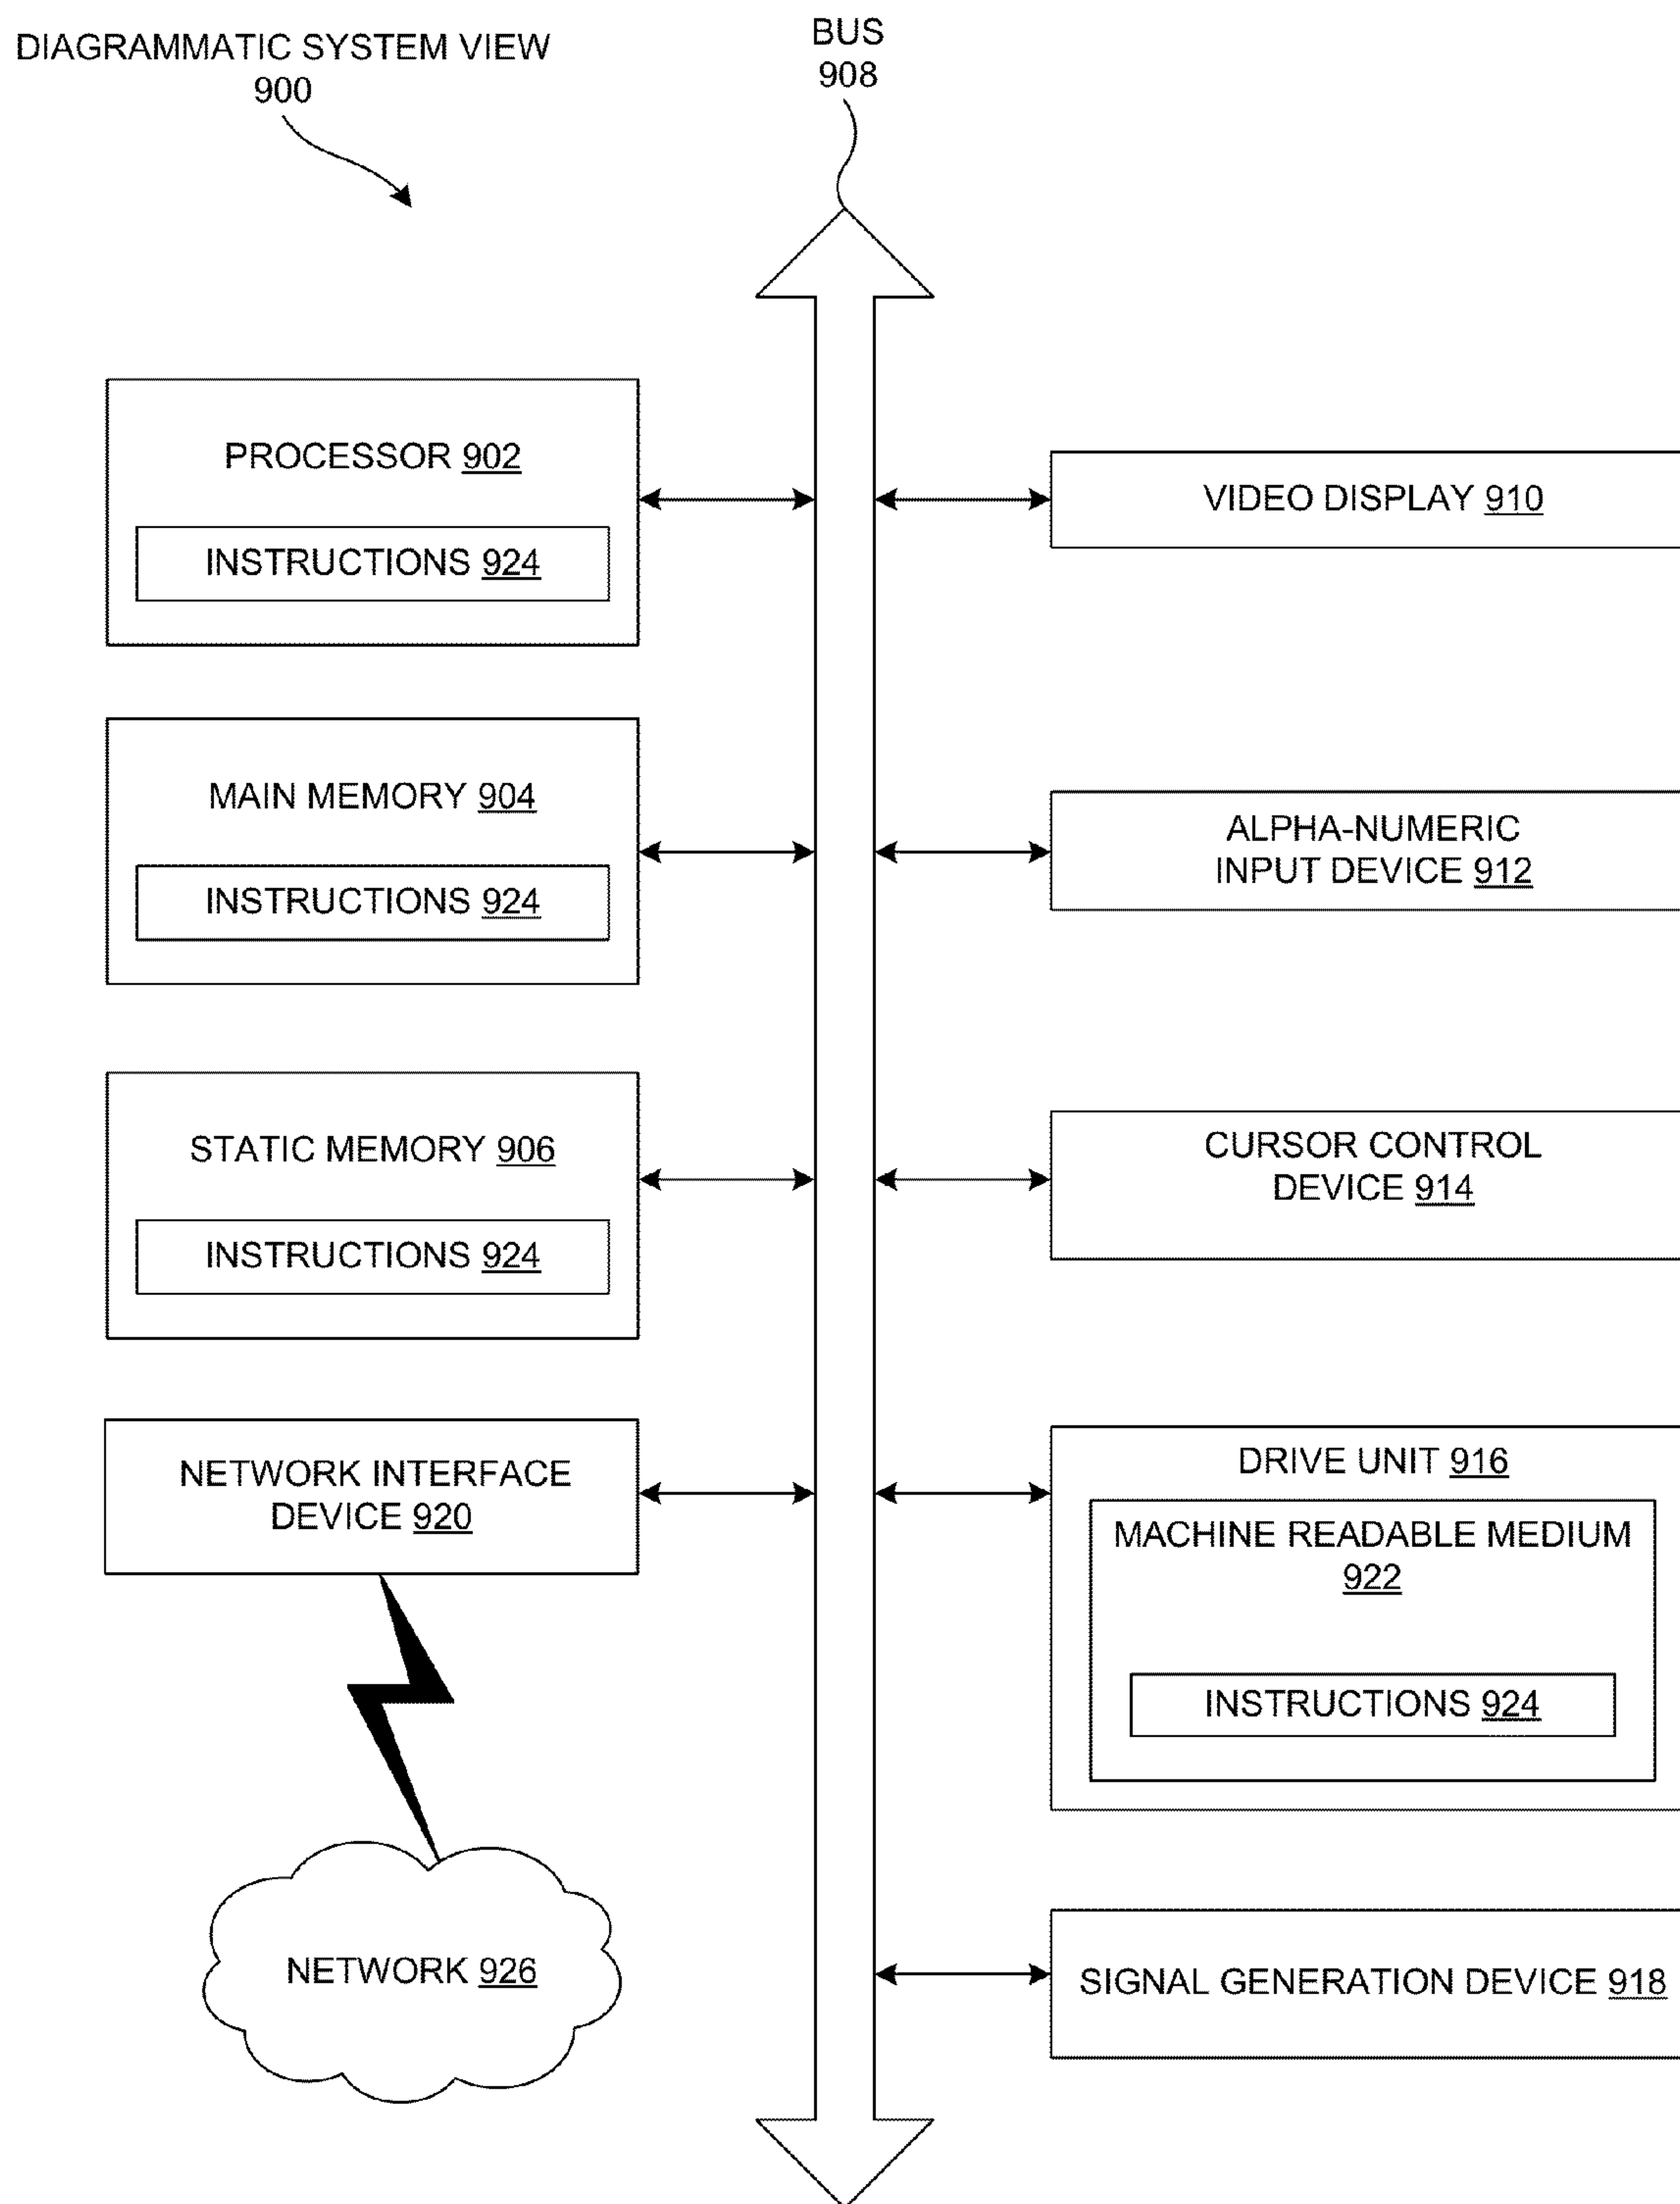 DIAGRAMMATIC SYSTEM VIEW
900
BUS
908
PROCESSOR 902
INSTRUCTIONS 924
MAIN MEMORY 904
INSTRUCTIONS 924
STATIC MEMORY 906
INSTRUCTIONS 924
NETWORK INTERFACE
DEVICE 920
NETWORK 926
VIDEO DISPLAY 910
ALPHA-NUMERIC
INPUT DEVICE 912
CURSOR CONTROL
DEVICE 914
DRIVE UNIT 916
MACHINE READABLE MEDIUM
922
INSTRUCTIONS 924
SIGNAL GENERATION DEVICE 918